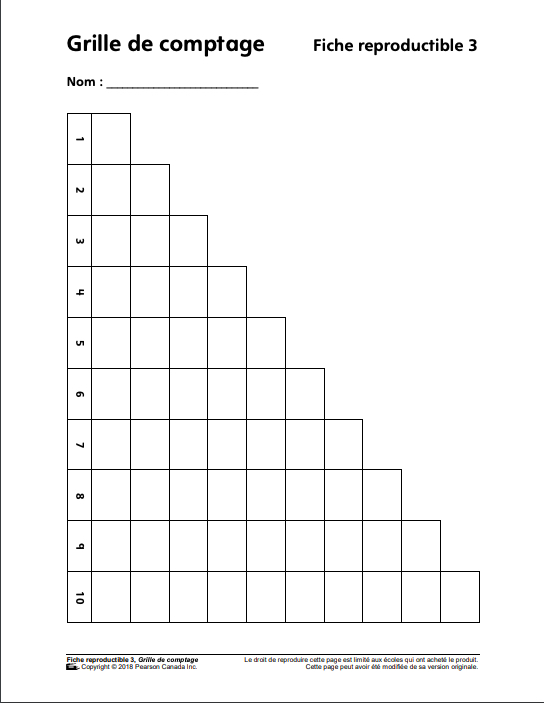 Grille de comptage
Fiche reproductible 3
Nom : ____________________________
1
2
3
4
5
6
7
8
9
10
Fiche reproductible 3, Grille de comptage
Copyright © 2018 Pearson Canada Inc.
Le droit de reproduire cette page est limité aux écoles qui ont acheté le produit.
Cette page peut avoir été modifiée de sa version originale.